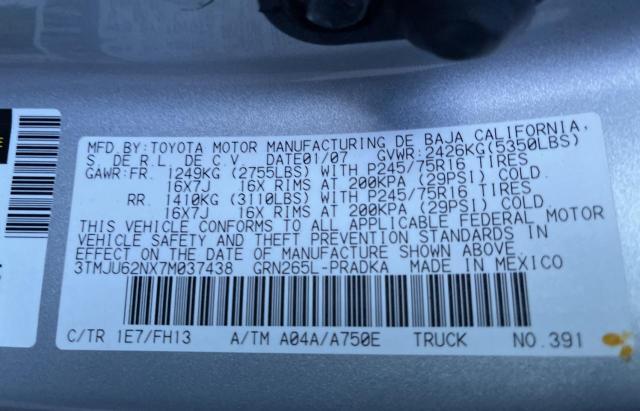 MFD.BY:TOYOTA MOTOR MANUFACTURING DE BAJA CALIFORNIA,
S. DE R.L. DE C.V. DATE01/07 GVWR:2426KG(5350LBS)
GAWR:FR. 1249KG (2755LBS) WITH P245/75R16 TIRES
16X7J 16X RIMS AT 200KPA (29PSI) COLD.
RR. 1410KG (3110LBS) WITH P245/75R16 TIRES
16X7J 16X RIMS AT 200KPA (29PSI) COLD.
THIS VEHICLE CONFORMS TO ALL APPLICABLE FEDERAL MOTOR
VEHICLE SAFETY AND THEFT PREVENTION STANDARDS IN
EFFECT ON THE DATE OF MANUFACTURE SHOWN ABOVE
3TMJU62NX7M037438 GRN265L-PRADKA MADE IN MEXICO
C/TR 1E7/FH13 A/TM A04A/A750E TRUCK NO.391